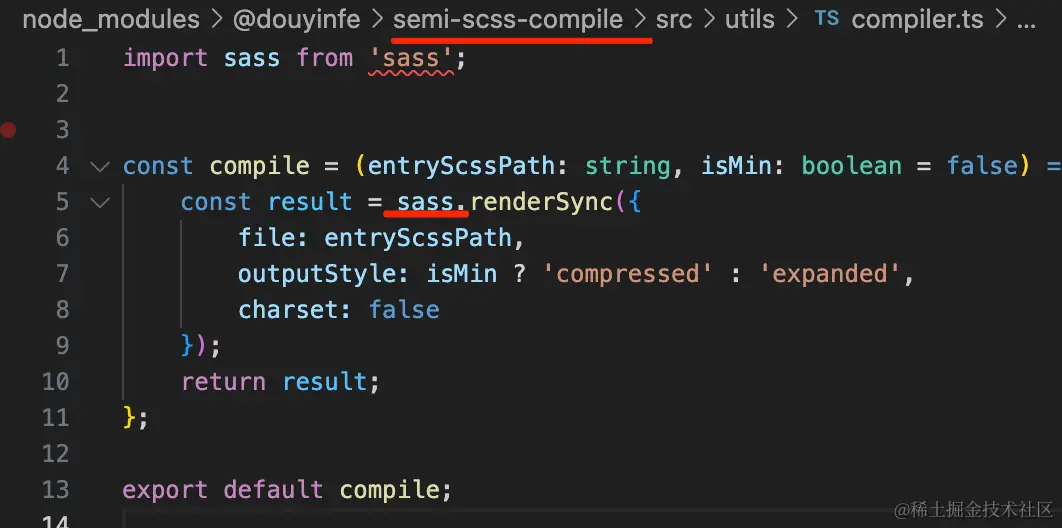 node_modules > @douyinfe > semi-scss-compile > src > utils > TS compiler.ts > ...
1 import sass from 'sass';
2
3
4 const compile = (entryScssPath: string, isMin: boolean = false) =
5 const result = sass.renderSync({
6 file: entryScssPath,
7 outputStyle: isMin ? 'compressed' : 'expanded',
8 charset: false
9 });
10 return result;
11 };
12
13 export default compile;
14
@稀土掘金技术社区